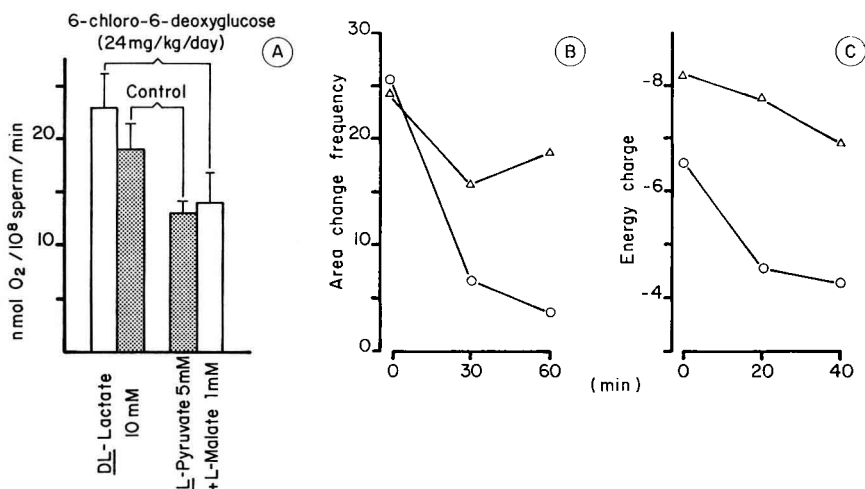 6-chloro-6-deoxyglucose
(24mg/kg/day)
A
Control
nmol O2/10⁸ sperm/min
20
10
DL-Lactate
10 mM
L-Pyruvate 5mM
+L-Malate 1mM
B
Area change frequency
30
25
20
10
0
0
30
60
(min)
C
Energy charge
-8
-6
-4
0
20
40